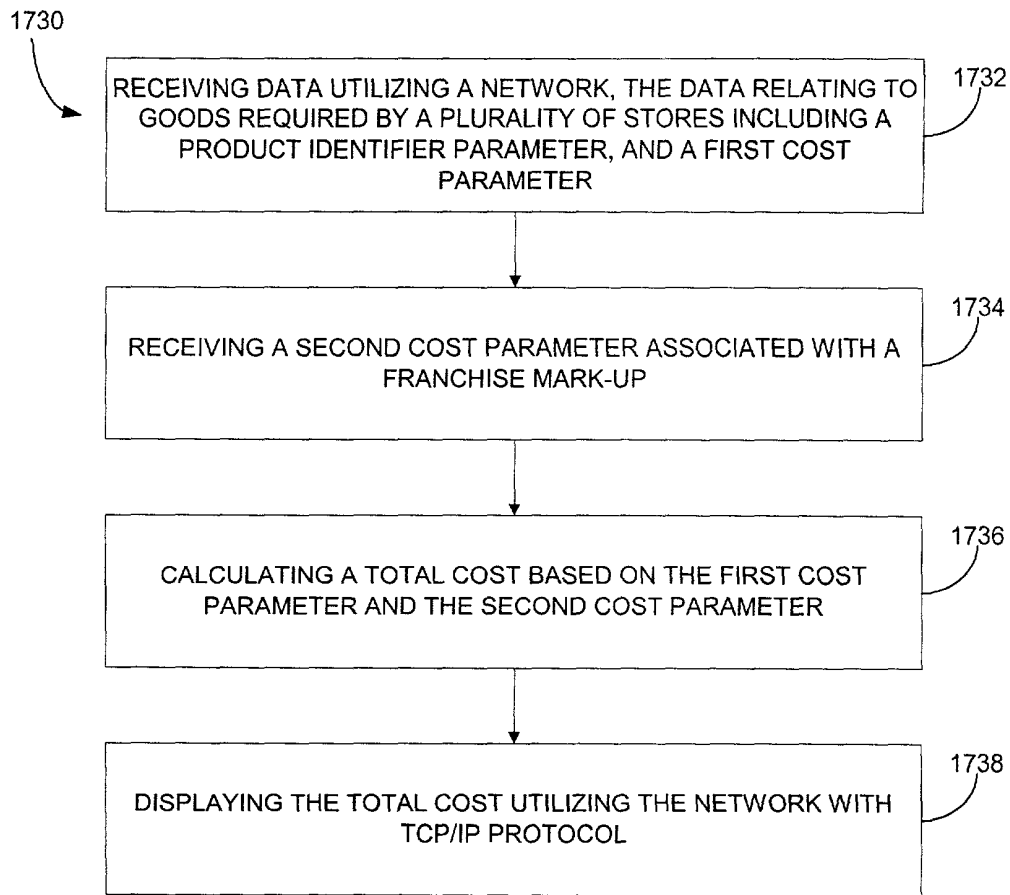 1730
RECEIVING DATA UTILIZING A NETWORK, THE DATA RELATING TO
GOODS REQUIRED BY A PLURALITY OF STORES INCLUDING A
PRODUCT IDENTIFIER PARAMETER, AND A FIRST COST
PARAMETER
1732
RECEIVING A SECOND COST PARAMETER ASSOCIATED WITH A
FRANCHISE MARK-UP
1734
CALCULATING A TOTAL COST BASED ON THE FIRST COST
PARAMETER AND THE SECOND COST PARAMETER
1736
DISPLAYING THE TOTAL COST UTILIZING THE NETWORK WITH
TCP/IP PROTOCOL
1738